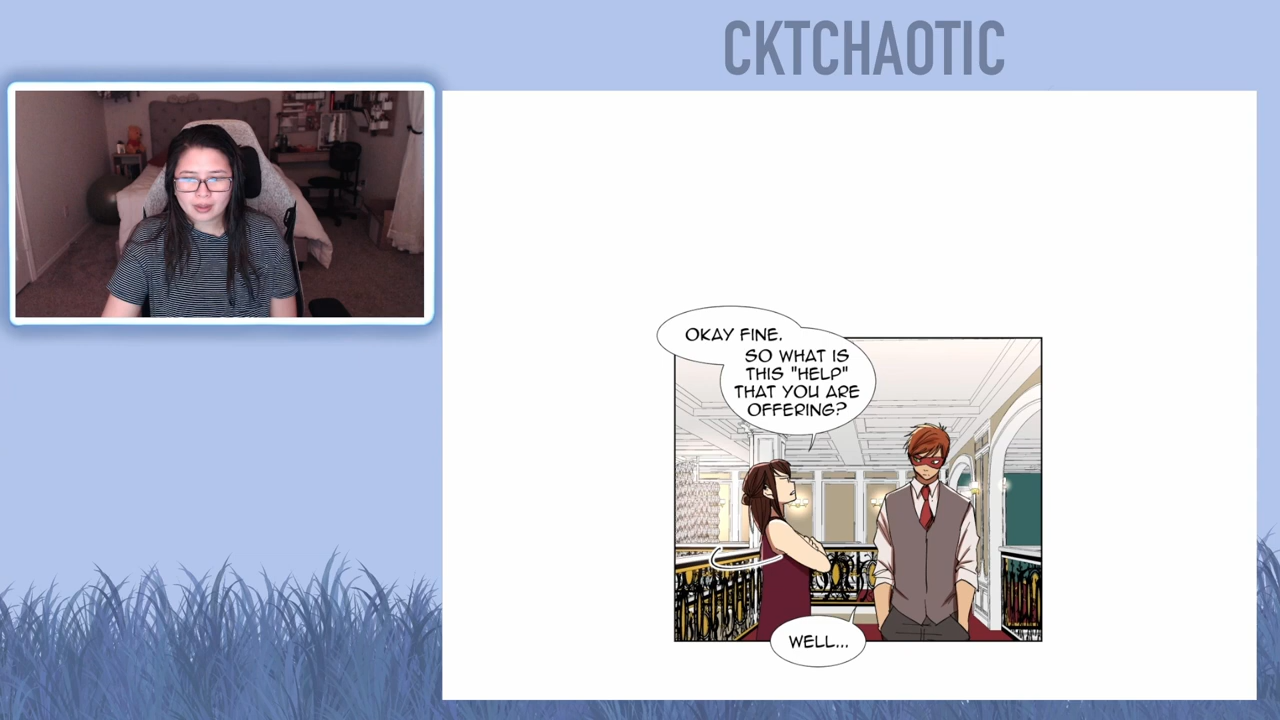 CKTCHAOTIC
OKAY FINE.
SO WHAT IS
THIS "HELP"
THAT YOU ARE
OFFERING?
WELL...